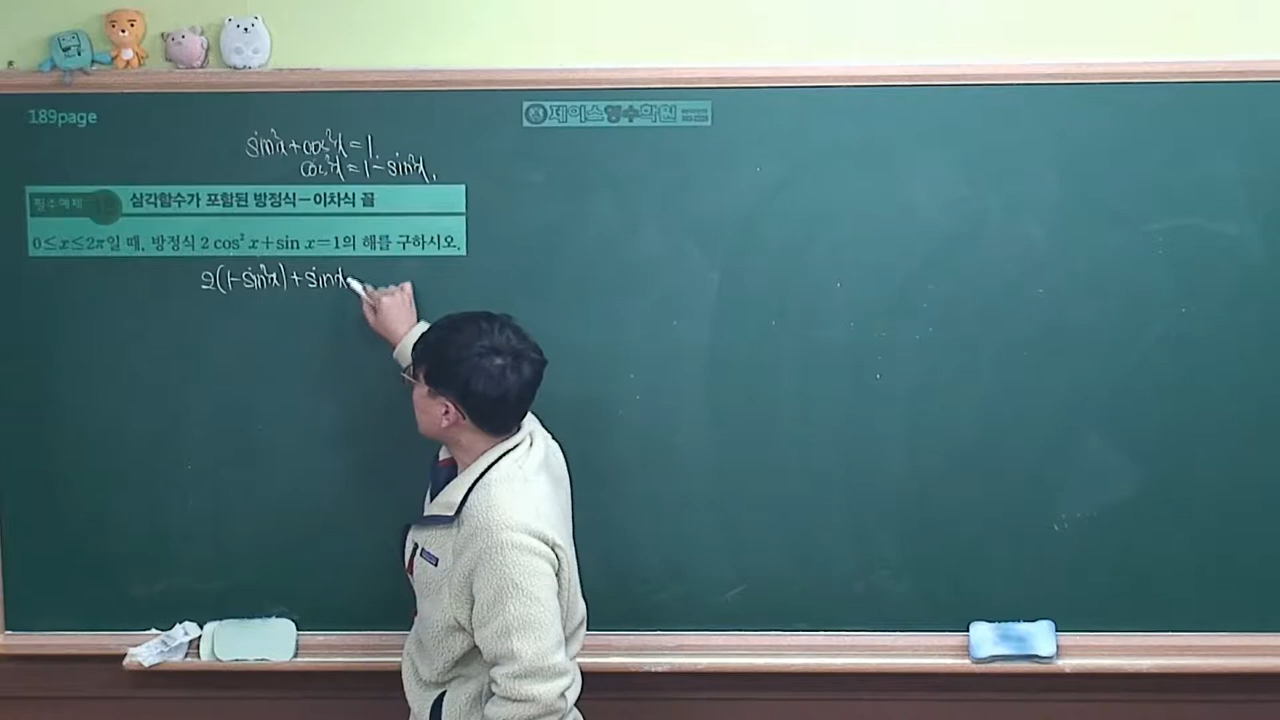 189page
제이스영수학원
sin²x+cos²x=1
cos²x=1-sin²x.
필수예제
삼각함수가 포함된 방정식-이차식 꼴
0≤x≤2π일 때, 방정식 2 cos² x+sin x=1의 해를 구하시오.
2(1-sin²x)+sinx